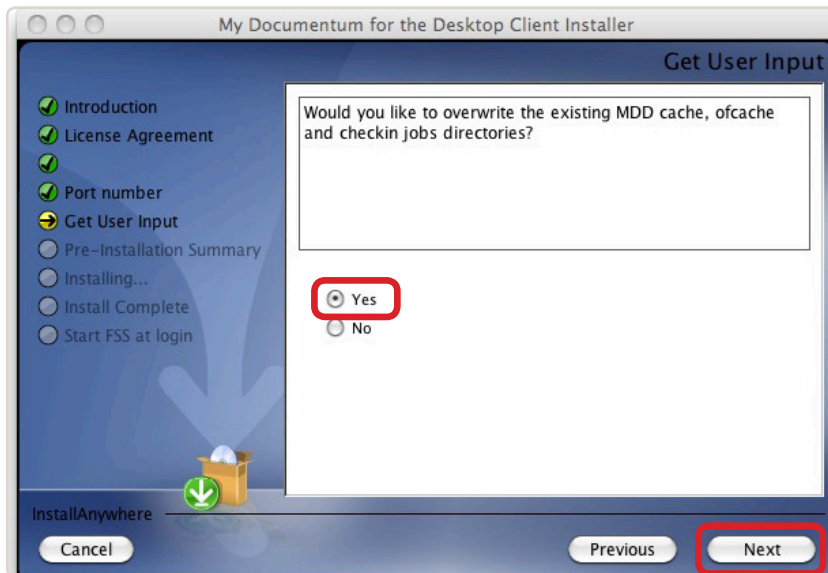 My Documentum for the Desktop Client Installer
Get User Input
Introduction
License Agreement
Port number
Get User Input
Pre-Installation Summary
Installing...
Install Complete
Start FSS at login
Would you like to overwrite the existing MDD cache, ofcache
and checkin jobs directories?
Yes
No
InstallAnywhere
Cancel
Previous
Next